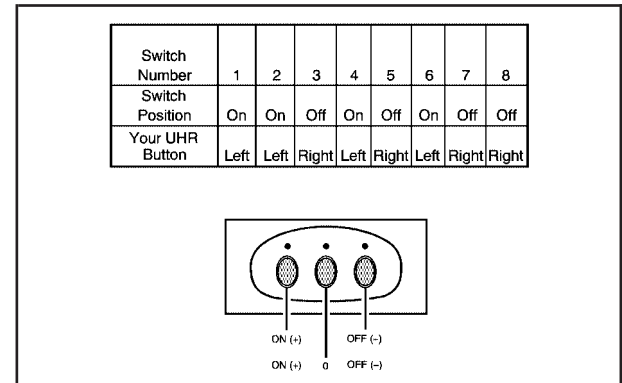 Switch Number 1 2 3 4 5 6 7 8
Switch Position On On Off On Off On Off Off
Your UHR Button Left Left Right Left Right Left Right Right
ON (+) OFF (–)
ON (+) 0 OFF (–)